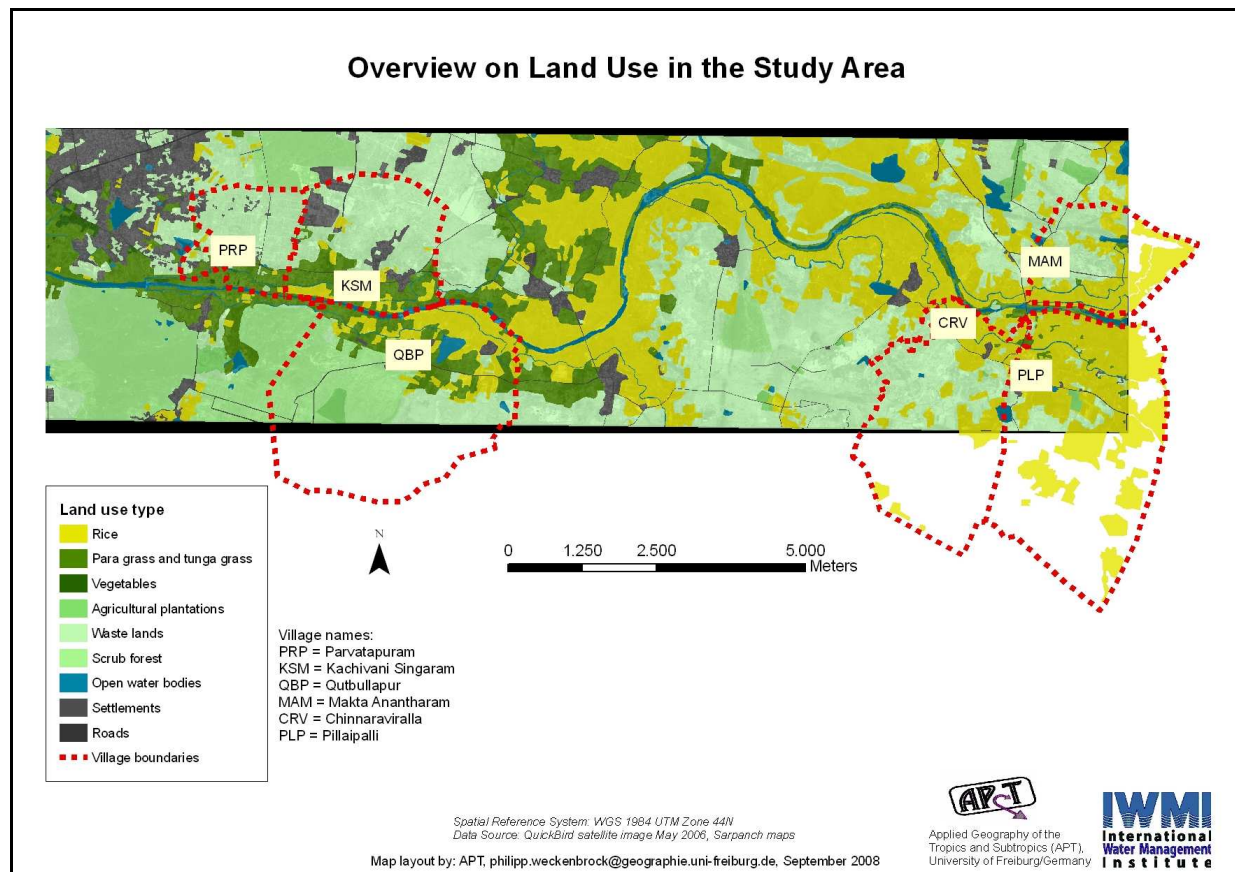 Overview on Land Use in the Study Area
PRP
KSM
QBP
MAM
CRV
PLP
Land use type
Rice
Para grass and tunga grass
Vegetables
Agricultural plantations
Waste lands
Scrub forest
Open water bodies
Settlements
Roads
Village boundaries
N
0 1.250 2.500 5.000
Meters
Village names:
PRP = Parvatapuram
KSM = Kachivani Singaram
QBP = Qutbullapur
MAM = Makta Anantharam
CRV = Chinnaraviralla
PLP = Pillaipalli
Spatial Reference System: WGS 1984 UTM Zone 44N
Data Source: QuickBird satellite image May 2006, Sarpanch maps
Map layout by: APT, philipp.weckenbrock@geographie.uni-freiburg.de, September 2008
APT
Applied Geography of the
Tropics and Subtropics (APT),
University of Freiburg/Germany
IWMI
International
Water Management
Institute